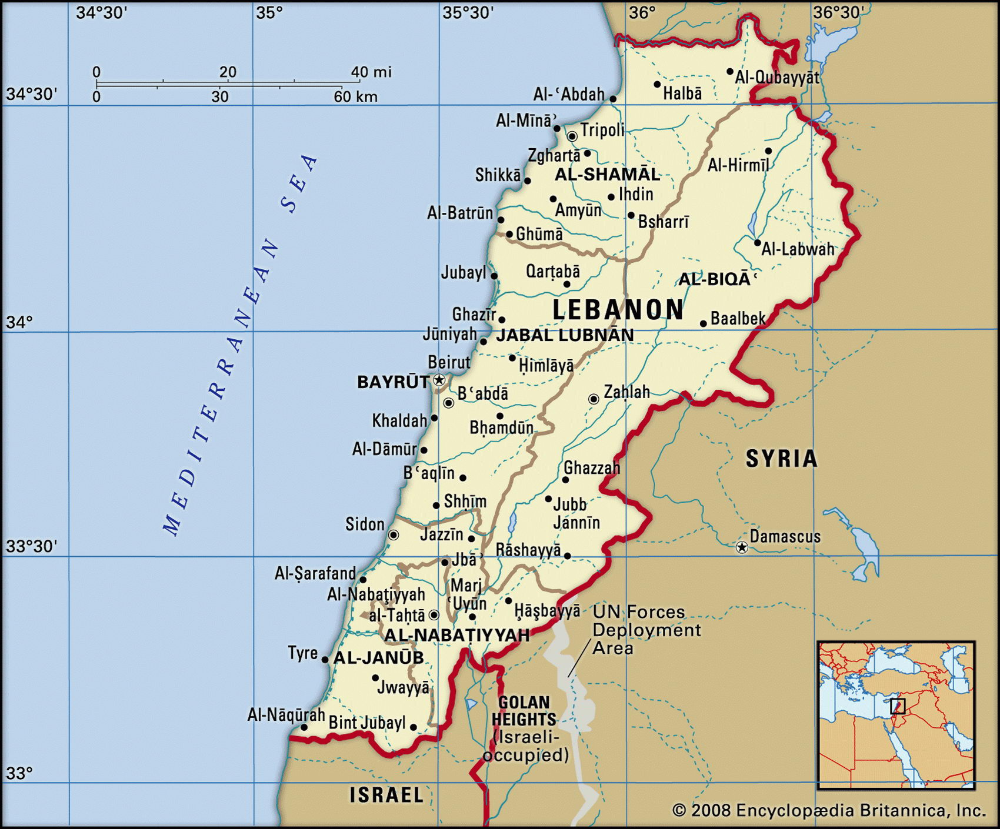 34°30'
35°
35°30'
36°
36°30'
0
20
40 mi
0
30
60 km
34°30'
Al-Qubayyāt
Halbā
Al-ʿAbdah
Al-Mīnāʾ
Tripoli
Zghartā
Al-Hirmīl
Shikkā
AL-SHAMĀL
Ihdin
Amyūn
Al-Batrūn
Bsharrī
Ghūmā
Al-Labwah
Jubayl
Qarṭabā
AL-BIQĀʿ
MEDITERRANEAN SEA
LEBANON
Ghazīr
Baalbek
34°
Jūniyah
JABAL LUBNĀN
Beirut
Ḥimlāyā
BAYRŪT
Bʿabdā
Zaḥlah
Khaldah
Bḥamdūn
Al-Dāmūr
SYRIA
Bʿaqlīn
Ghazzah
Shḥīm
Jubb
Jannīn
Sidon
Jazzīn
Damascus
33°30'
Rāshayyā
Jbāʾ
Al-Ṣarafand
Marj
ʿUyūn
Al-Nabaţiyyah
al-Taḥtā
Ḥāşbayyā
UN Forces
Deployment
Area
AL-NABAṬIYYAH
Tyre
AL-JANŪB
Jwayyā
Al-Nāqūrah
Bint Jubayl
GOLAN
HEIGHTS
(Israeli-
occupied)
33°
ISRAEL
© 2008 Encyclopædia Britannica, Inc.